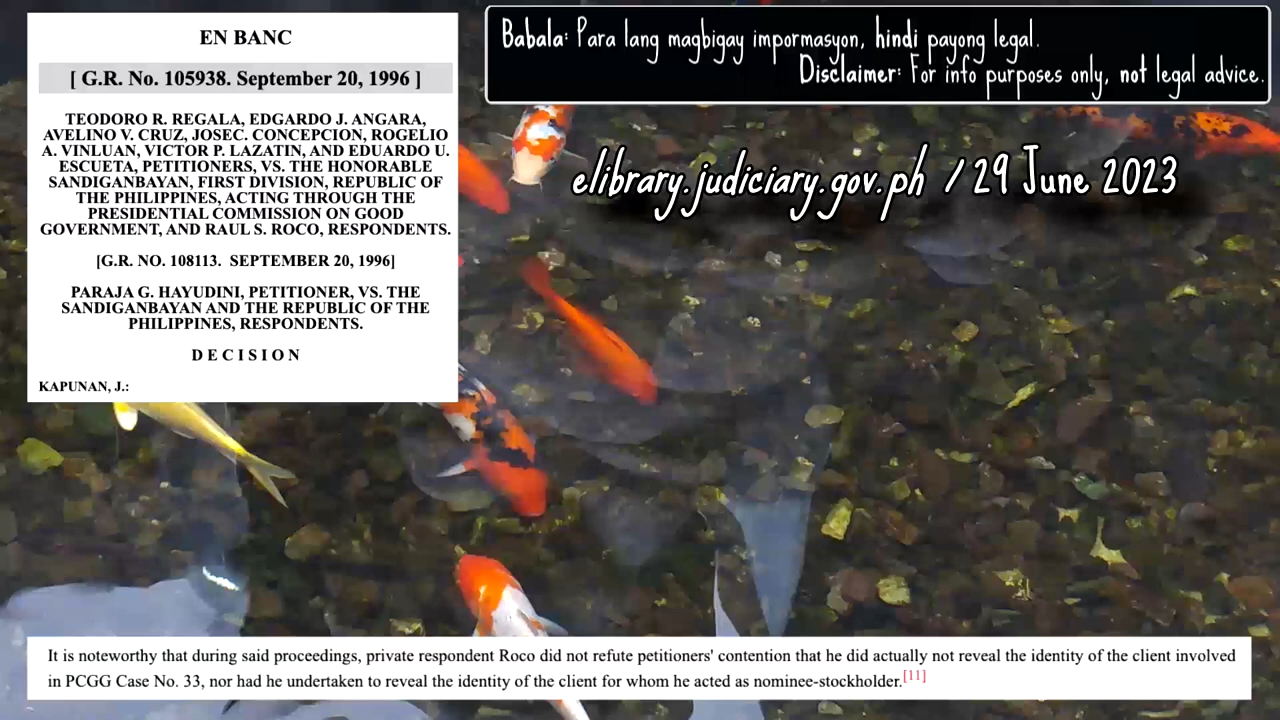 EN BANC
[ G.R. No. 105938. September 20, 1996 ]
TEODORO R. REGALA, EDGARDO J. ANGARA,
AVELINO V. CRUZ, JOSEC. CONCEPCION, ROGELIO
A. VINLUAN, VICTOR P. LAZATIN, AND EDUARDO U.
ESCUETA, PETITIONERS, VS. THE HONORABLE
SANDIGANBAYAN, FIRST DIVISION, REPUBLIC OF
THE PHILIPPINES, ACTING THROUGH THE
PRESIDENTIAL COMMISSION ON GOOD
GOVERNMENT, AND RAUL S. ROCO, RESPONDENTS.
[G.R. NO. 108113. SEPTEMBER 20, 1996]
PARAJA G. HAYUDINI, PETITIONER, VS. THE
SANDIGANBAYAN AND THE REPUBLIC OF THE
PHILIPPINES, RESPONDENTS.
D E C I S I O N
KAPUNAN, J.:
Babala: Para lang magbigay impormasyon, hindi payong legal.
Disclaimer: For info purposes only, not legal advice.
elibrary.judiciary.gov.ph / 29 June 2023
It is noteworthy that during said proceedings, private respondent Roco did not refute petitioners' contention that he did actually not reveal the identity of the client involved
in PCGG Case No. 33, nor had he undertaken to reveal the identity of the client for whom he acted as nominee-stockholder.[11]